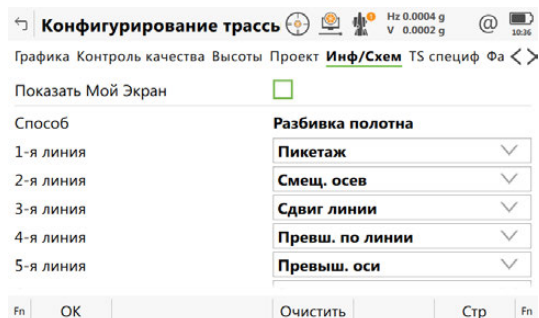 Конфигурирование трассь
Hz 0.0004 g
V 0.0002 g
@
10:36
Графика Контроль качества Высоты Проект Инф/Схем TS специф Фа
Показать Мой Экран
Способ Разбивка полотна
1-я линия Пикетаж
2-я линия Смещ. осев
3-я линия Сдвиг линии
4-я линия Превш. по линии
5-я линия Превыш. оси
Fn OK Очистить Стр Fn